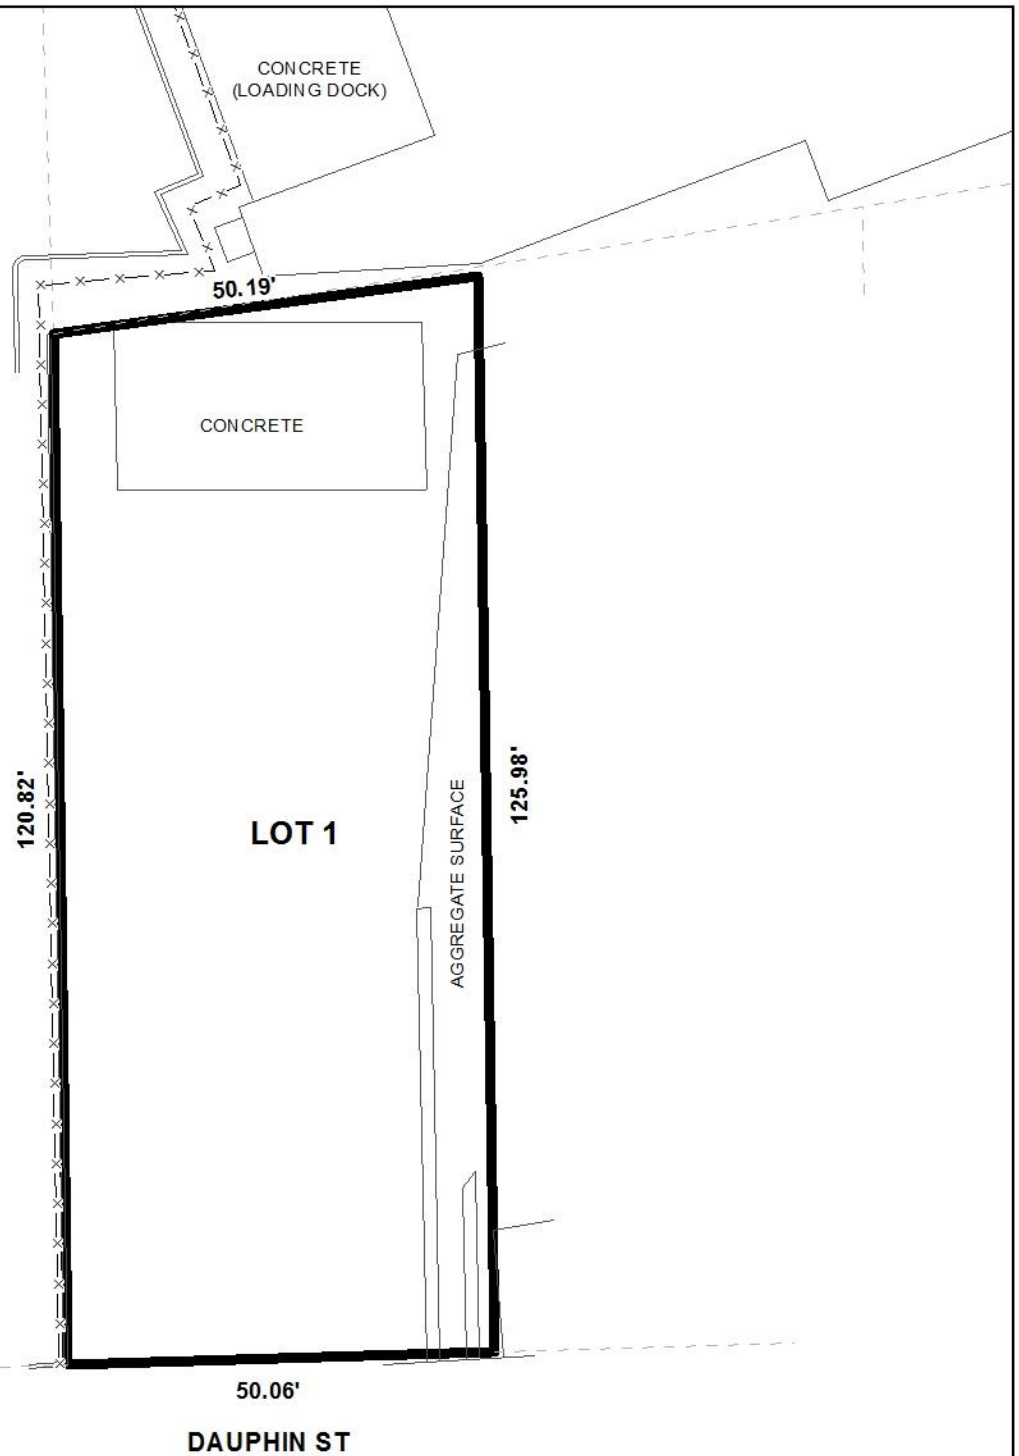 CONCRETE
(LOADING DOCK)
50.19'
CONCRETE
120.82'
LOT 1
AGGREGATE SURFACE
125.98'
50.06'
DAUPHIN ST